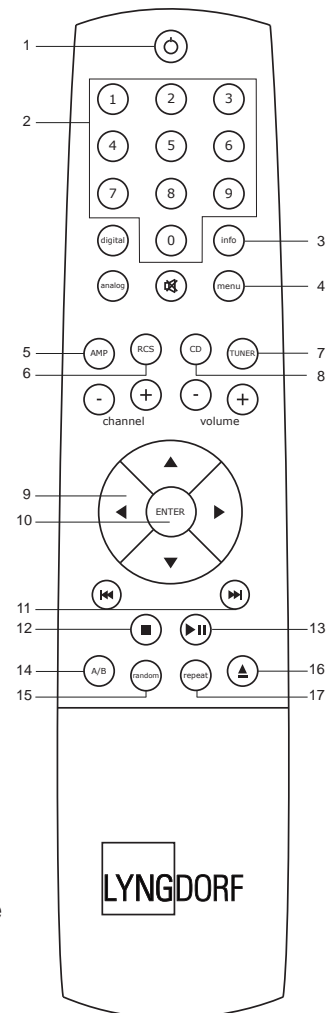 1
2
1 2 3
4 5 6
7 8 9
digital 0 info
3
analog menu
4
5
AMP RCS CD TUNER
7
6
8
- + - +
channel volume
9
10
ENTER
11
12
13
14
A/B random repeat
16
15
17
LYNGDORF
e